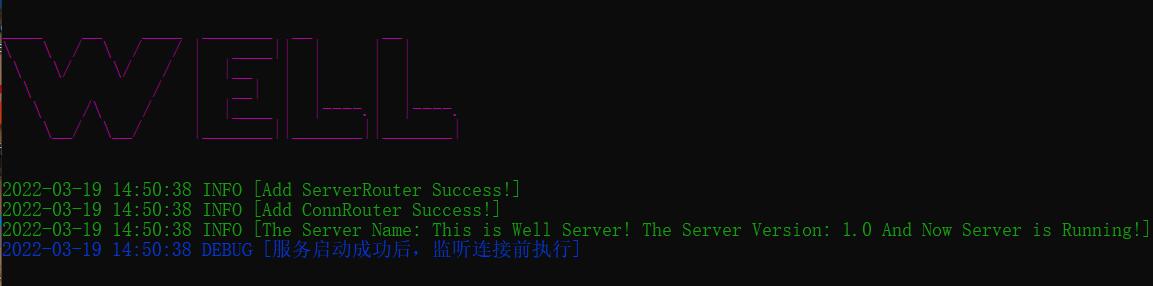 WELL
2022-03-19 14:50:38 INFO [Add ServerRouter Success!]
2022-03-19 14:50:38 INFO [Add ConnRouter Success!]
2022-03-19 14:50:38 INFO [The Server Name: This is Well Server! The Server Version: 1.0 And Now Server is Running!]
2022-03-19 14:50:38 DEBUG [服务启动成功后，监听连接前执行]